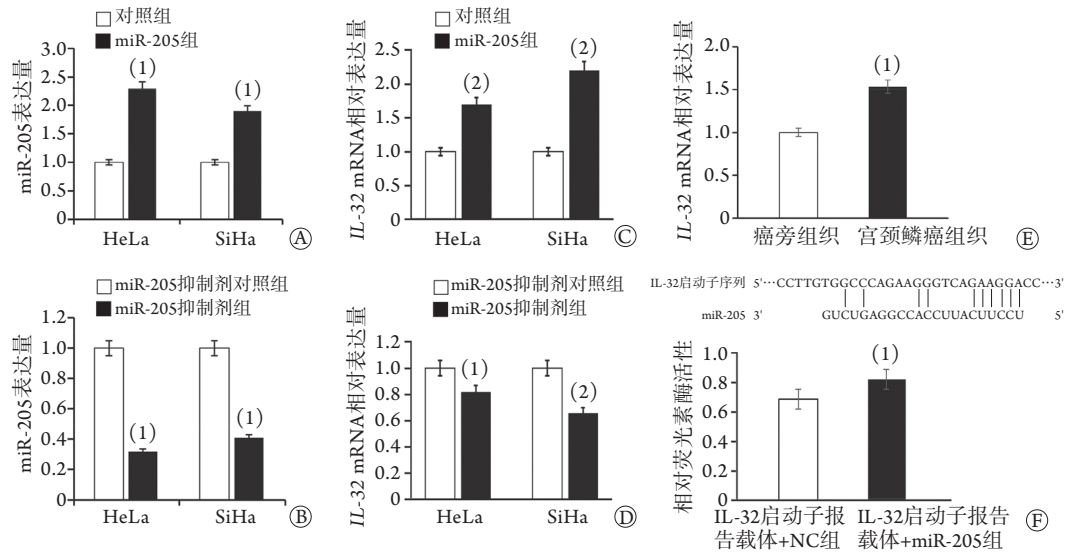 对照组
miR-205组
miR-205表达量
3.0
2.5
2.0
1.5
1.0
0.5
0
(1)
(1)
HeLa
SiHa
A
对照组
miR-205组
IL-32 mRNA相对表达量
2.5
2.0
1.5
1.0
0.5
0
(2)
(2)
HeLa
SiHa
C
IL-32 mRNA相对表达量
2.0
1.5
1.0
0.5
0
(1)
癌旁组织
宫颈鳞癌组织
E
miR-205抑制剂对照组
miR-205抑制剂组
miR-205表达量
1.2
1.0
0.8
0.6
0.4
0.2
0
(1)
(1)
HeLa
SiHa
B
miR-205抑制剂对照组
miR-205抑制剂组
IL-32 mRNA相对表达量
1.2
1.0
0.8
0.6
0.4
0.2
0
(1)
(2)
HeLa
SiHa
D
IL-32启动子序列 5'…CCTTGTGGCCCAGAAGGGTCAGAAGGACC…3'
miR-205 3' GUCUGAGGCCACCUUACUUCCU 5'
相对荧光素酶活性
1.0
0.8
0.6
0.4
0.2
0
(1)
IL-32启动子报
告载体+NC组
IL-32启动子报告
载体+miR-205组
F